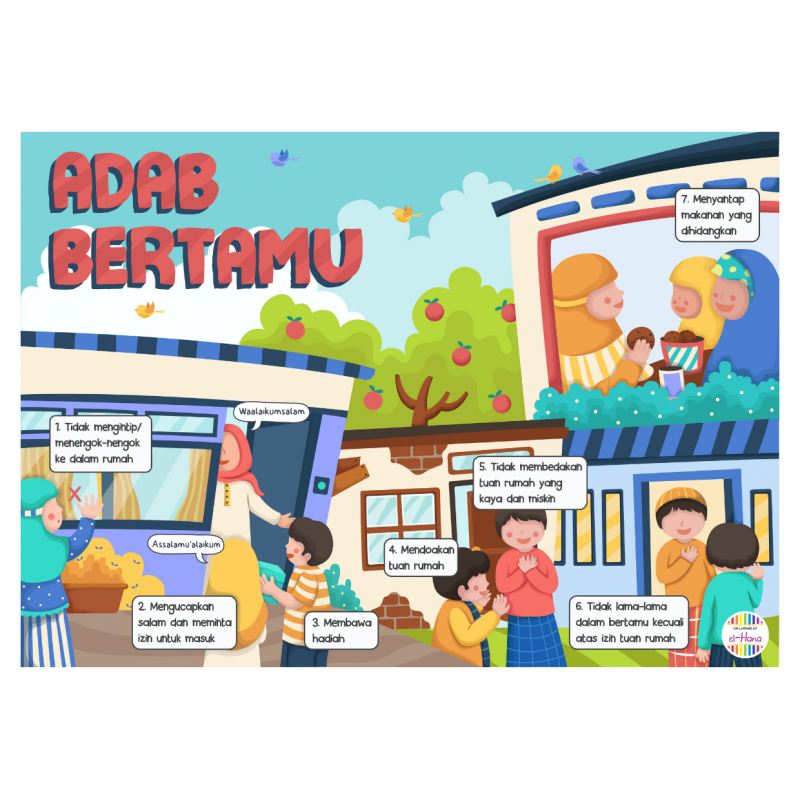 ADAB
BERTAMU
1. Tidak mengintip/
menengok-nengok
ke dalam rumah
Waalaikumsalam
Assalamu'alaikum
2. Mengucapkan
salam dan meminta
izin untuk masuk
3. Membawa
hadiah
4. Mendoakan
tuan rumah
5. Tidak membedakan
tuan rumah yang
kaya dan miskin
6. Tidak lama-lama
dalam bertamu kecuali
atas izin tuan rumah
7. Menyantap
makanan yang
dihidangkan
el-Hana